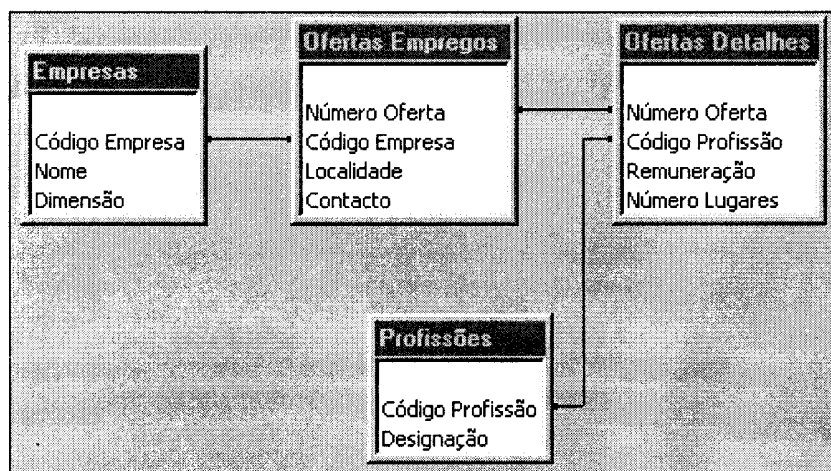 Empresas
Código Empresa
Nome
Dimensão
Ofertas Empregos
Número Oferta
Código Empresa
Localidade
Contacto
Ofertas Detalhes
Número Oferta
Código Profissão
Remuneração
Número Lugares
Profissões
Código Profissão
Designação